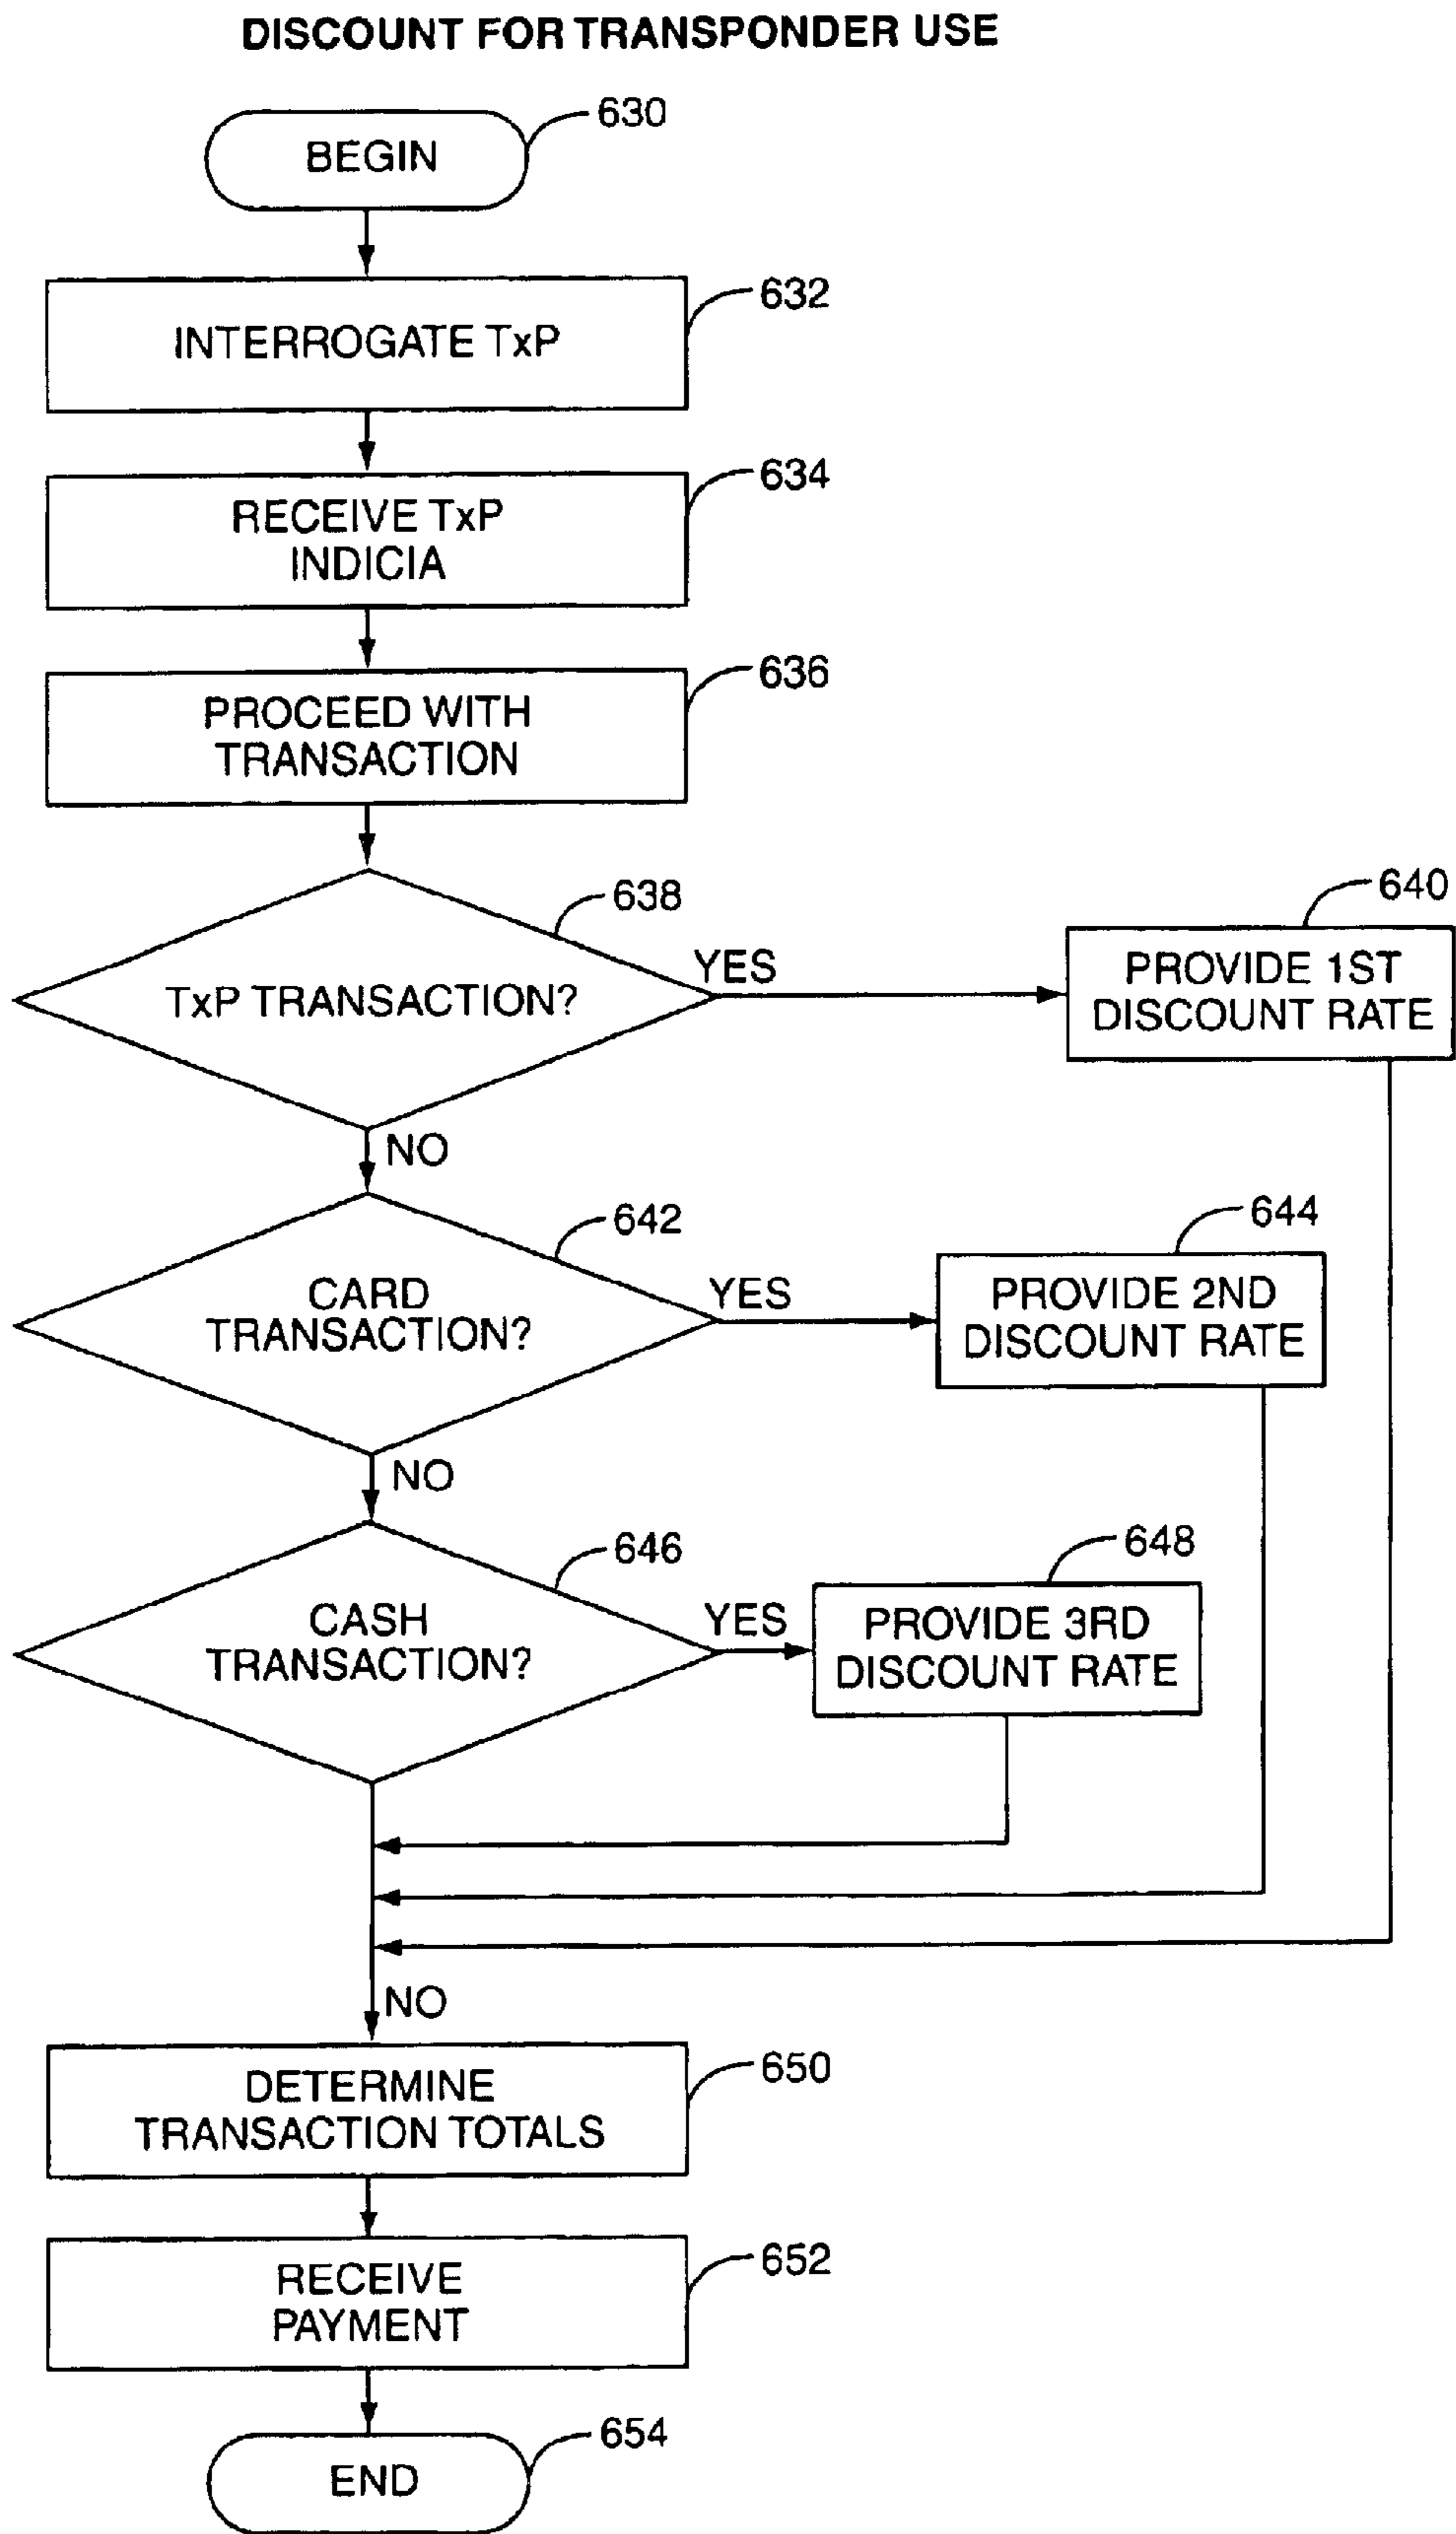 DISCOUNT FOR TRANSPONDER USE
BEGIN
630
INTERROGATE TxP
632
RECEIVE TxP
INDICIA
634
PROCEED WITH
TRANSACTION
636
TxP TRANSACTION?
638
YES
PROVIDE 1ST
DISCOUNT RATE
640
NO
CARD
TRANSACTION?
642
YES
PROVIDE 2ND
DISCOUNT RATE
644
NO
CASH
TRANSACTION?
646
YES
PROVIDE 3RD
DISCOUNT RATE
648
NO
DETERMINE
TRANSACTION TOTALS
650
RECEIVE
PAYMENT
652
END
654